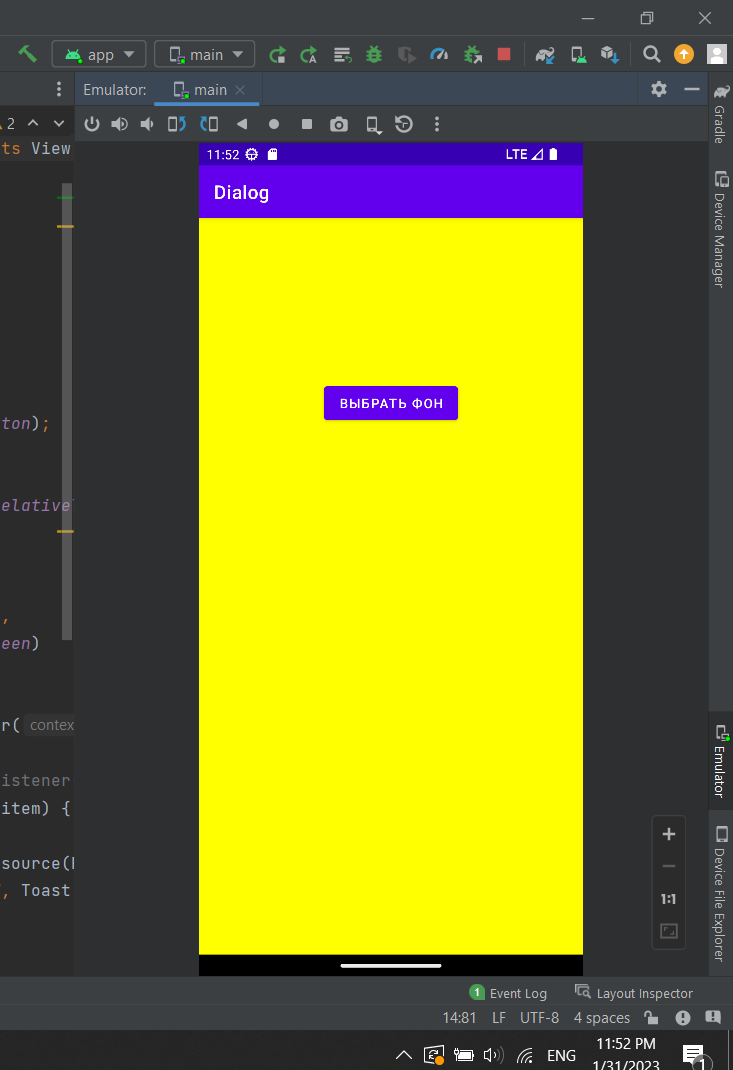 app
main
Emulator:
main
2
ts View
11:52
LTE
Dialog
ВЫБРАТЬ ФОН
ton);
elative
,
een)
r( contex
istener
item) {
source(
, Toast
1:1
Gradle
Device Manager
Emulator
Device File Explorer
1 Event Log
Layout Inspector
14:81 LF UTF-8 4 spaces
ENG
11:52 PM
1/31/2023
1